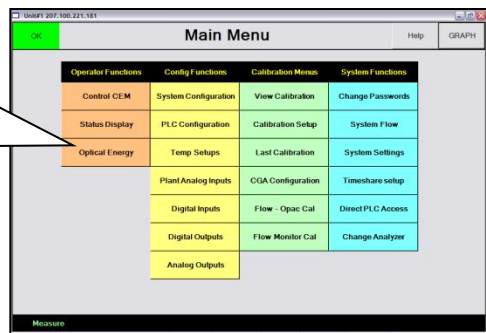 Unit#1 207.100.221.181
OK Main Menu Help GRAPH
Operator Functions Config Functions Calibration Menus System Functions
Control CEM System Configuration View Calibration Change Passwords
Status Display PLC Configuration Calibration Setup System Flow
Optical Energy Temp Setups Last Calibration System Settings
Plant Analog Inputs CGA Configuration Timeshare setup
Digital Inputs Flow - Opac Cal Direct PLC Access
Digital Outputs Flow Monitor Cal Change Analyzer
Analog Outputs
Measure